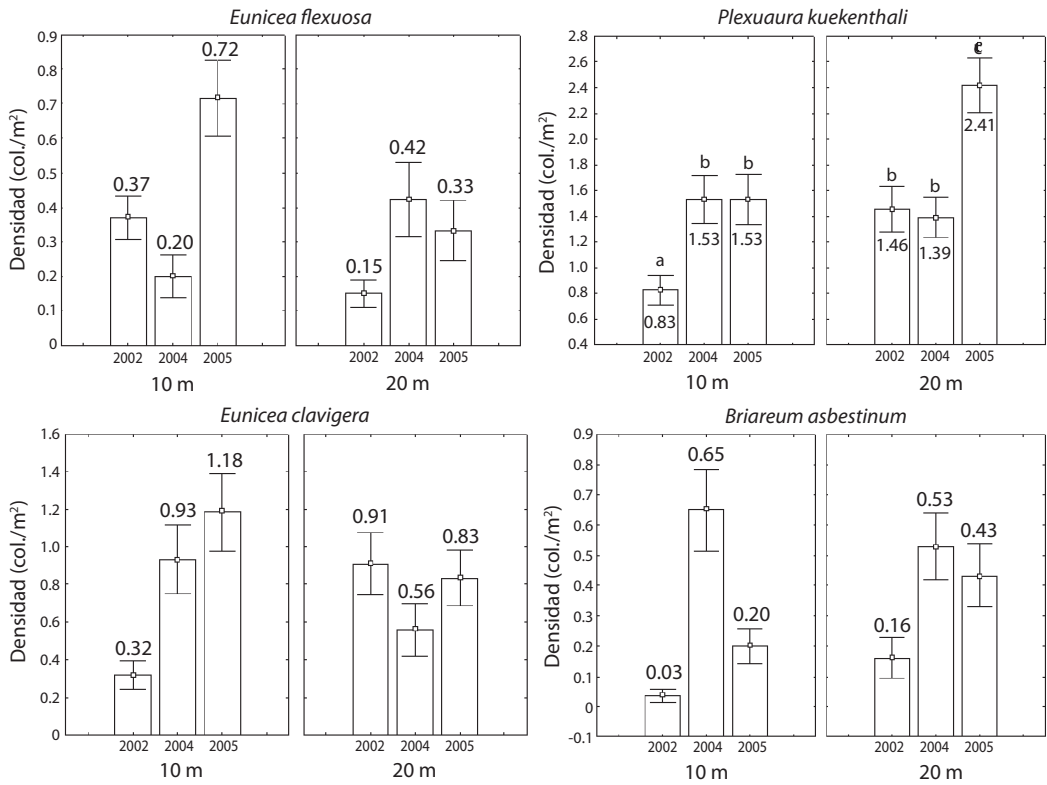 Eunicea flexuosa
Densidad (col./m²)
0.9
0.8
0.7
0.6
0.5
0.4
0.3
0.2
0.1
0
0.37
0.20
0.72
0.15
0.42
0.33
2002 2004 2005
2002 2004 2005
10 m
20 m
Plexuaura kuekenthali
Densidad (col./m²)
2.8
2.6
2.4
2.2
2.0
1.8
1.6
1.4
1.2
1.0
0.8
0.6
0.4
a
b
b
0.83
1.53
1.53
b
b
1.46
1.39
2.41
2002 2004 2005
2002 2004 2005
10 m
20 m
Eunicea clavigera
Densidad (col./m²)
1.6
1.4
1.2
1.0
0.8
0.6
0.4
0.2
0
0.32
0.93
1.18
0.91
0.56
0.83
2002 2004 2005
2002 2004 2005
10 m
20 m
Briareum asbestinum
Densidad (col./m²)
0.9
0.8
0.7
0.6
0.5
0.4
0.3
0.2
0.1
0
-0.1
0.03
0.65
0.20
0.16
0.53
0.43
2002 2004 2005
2002 2004 2005
10 m
20 m